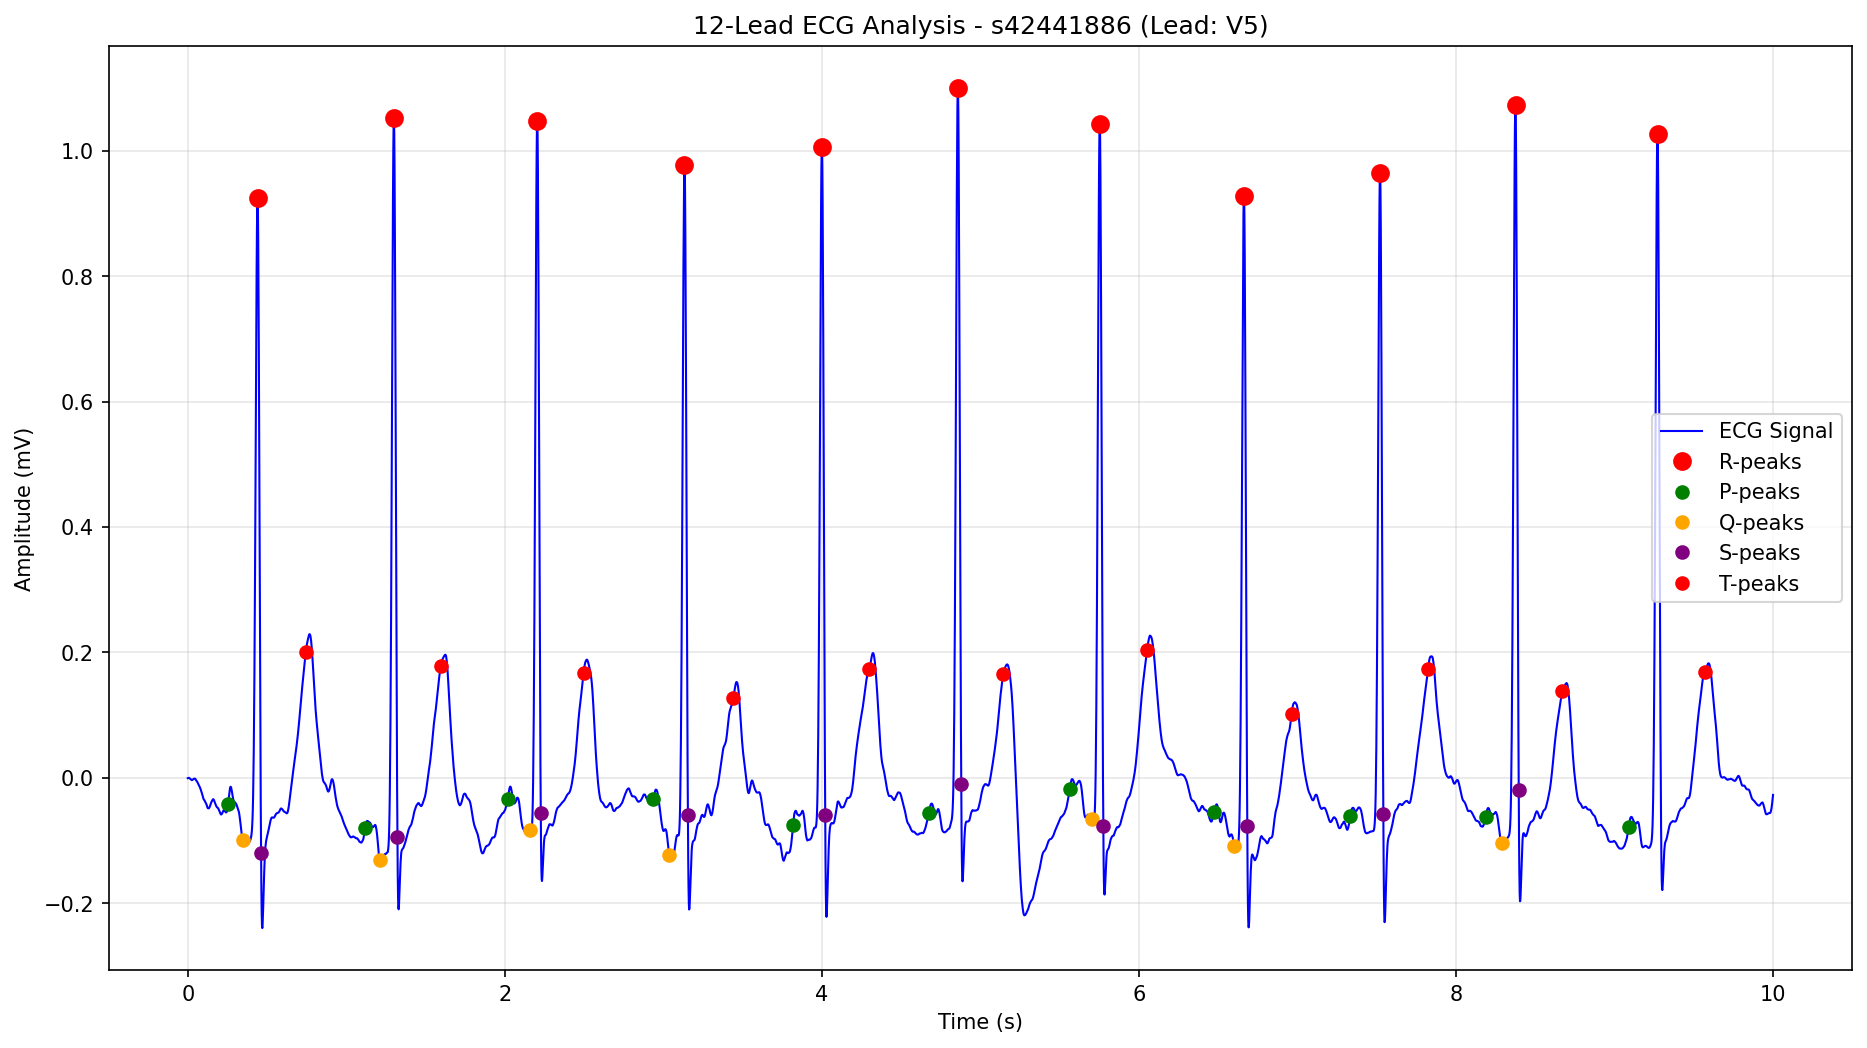 12-Lead ECG Analysis - s42441886 (Lead: V5)
Amplitude (mV)
1.0
0.8
0.6
0.4
0.2
0.0
−0.2
ECG Signal
R-peaks
P-peaks
Q-peaks
S-peaks
T-peaks
0 2 4 6 8 10
Time (s)